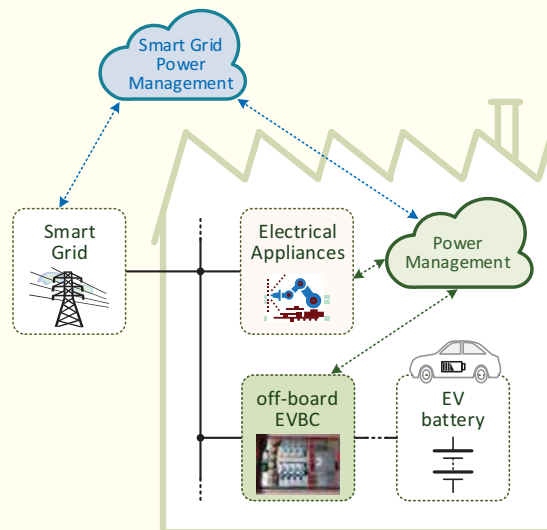 Smart Grid
Power
Management
Smart
Grid
Electrical
Appliances
Power
Management
off-board
EVBC
EV
battery